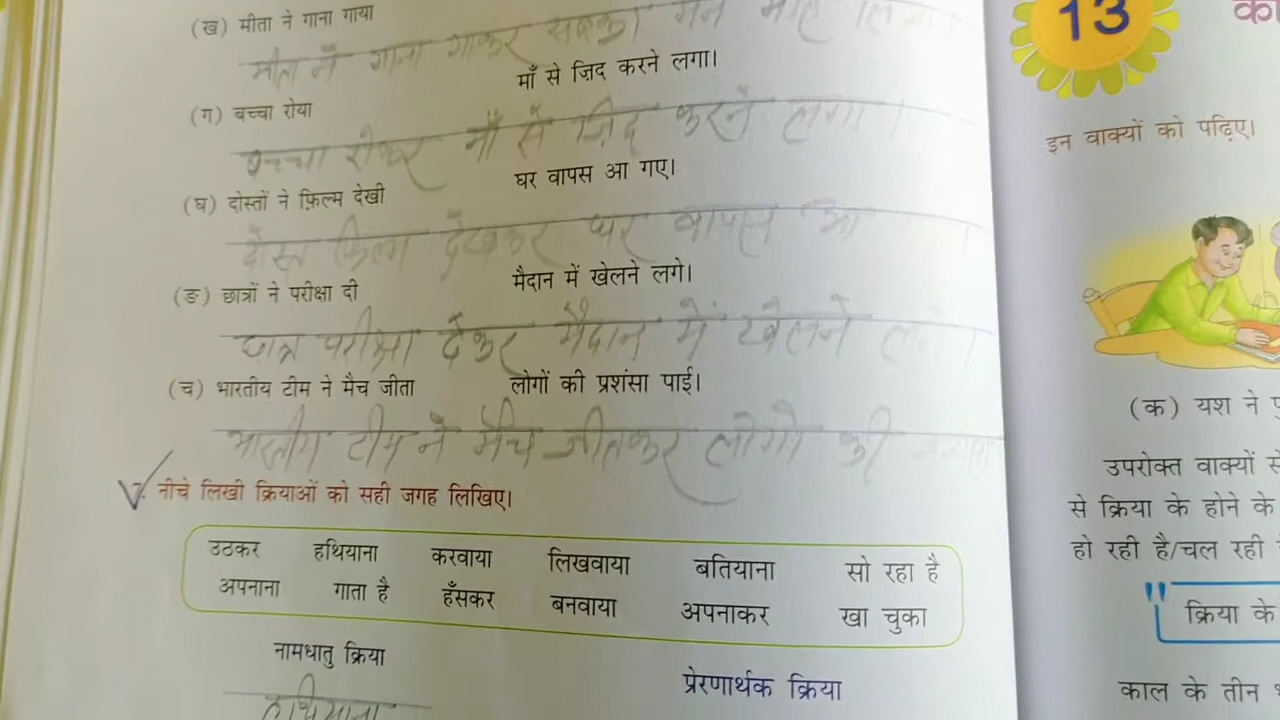 (ख) मीता ने गाना गाया
मीता ने गाना गाकर सबका मन मोह
माँ से ज़िद करने लगा।
(ग) बच्चा रोया
बच्चा रोकर माँ से ज़िद करने लगा।
घर वापस आ गए।
(घ) दोस्तों ने फ़िल्म देखी
दोस्त फिल्म देखकर घर वापस आ
मैदान में खेलने लगे।
(ङ) छात्रों ने परीक्षा दी
छात्र परीक्षा देकर मैदान में खेलने
(च) भारतीय टीम ने मैच जीता
लोगों की प्रशंसा पाई।
भारतीय टीम ने मैच जीतकर लोगो की
नीचे लिखी क्रियाओं को सही जगह लिखिए।
उठकर हथियाना करवाया लिखवाया बतियाना सो रहा है
अपनाना गाता है हँसकर बनवाया अपनाकर खा चुका
नामधातु क्रिया
प्रेरणार्थक क्रिया
हथियाना
13
का
इन वाक्यों को पढ़िए।
(क) यश ने
उपरोक्त वाक्यों से
से क्रिया के होने के
हो रही है/चल रही
क्रिया के
काल के तीन